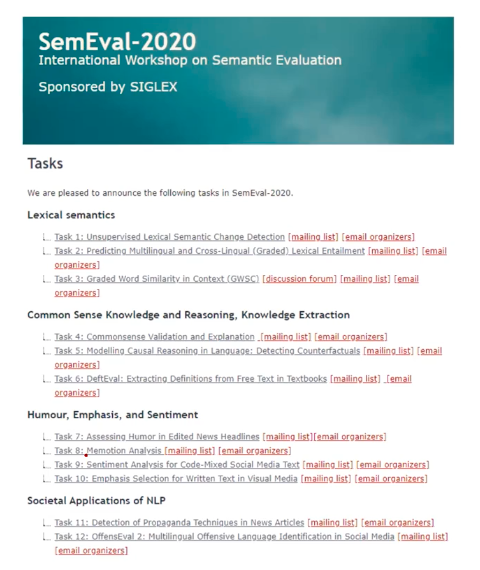 SemEval-2020
International Workshop on Semantic Evaluation
Sponsored by SIGLEX
Tasks
We are pleased to announce the following tasks in SemEval-2020.
Lexical semantics
Task 1: Unsupervised Lexical Semantic Change Detection [mailing list] [email organizers]
Task 2: Predicting Multilingual and Cross-Lingual (Graded) Lexical Entailment [mailing list] [email
organizers]
Task 3: Graded Word Similarity in Context (GWSC) [discussion forum] [mailing list] [email
organizers]
Common Sense Knowledge and Reasoning, Knowledge Extraction
Task 4: Commonsense Validation and Explanation [mailing list] [email organizers]
Task 5: Modelling Causal Reasoning in Language: Detecting Counterfactuals [mailing list] [email
organizers]
Task 6: DeftEval: Extracting Definitions from Free Text in Textbooks [mailing list] [email
organizers]
Humour, Emphasis, and Sentiment
Task 7: Assessing Humor in Edited News Headlines [mailing list][email organizers]
Task 8: Memotion Analysis [mailing list] [email organizers]
Task 9: Sentiment Analysis for Code-Mixed Social Media Text [mailing list] [email organizers]
Task 10: Emphasis Selection for Written Text in Visual Media [mailing list] [email organizers]
Societal Applications of NLP
Task 11: Detection of Propaganda Techniques in News Articles [mailing list] [email organizers]
Task 12: OffensEval 2: Multilingual Offensive Language Identification in Social Media [mailing list]
[email organizers]